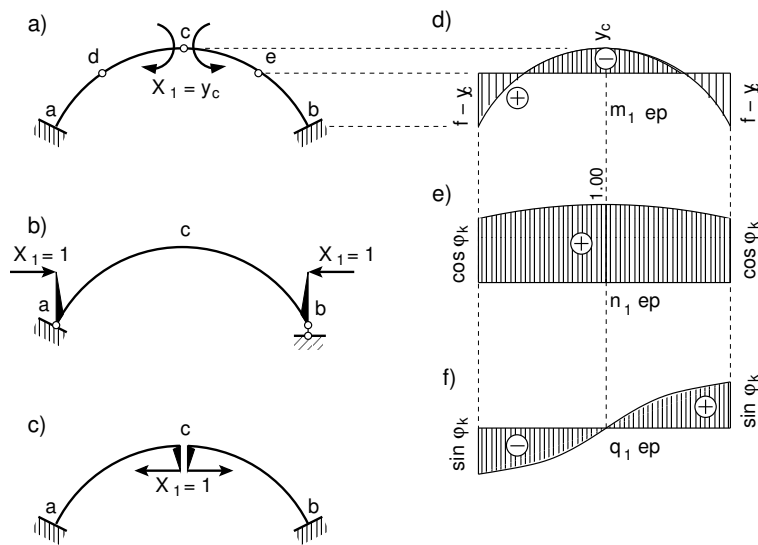 a)
c
d
e
X 1 = y c
a
b
b)
c
X 1 = 1
X 1 = 1
a
b
c)
c
X 1 = 1
a
b
d)
y c
f – y c
f – y c
m 1 ep
e)
1.00
cos φ k
cos φ k
n 1 ep
f)
sin φ k
sin φ k
q 1 ep